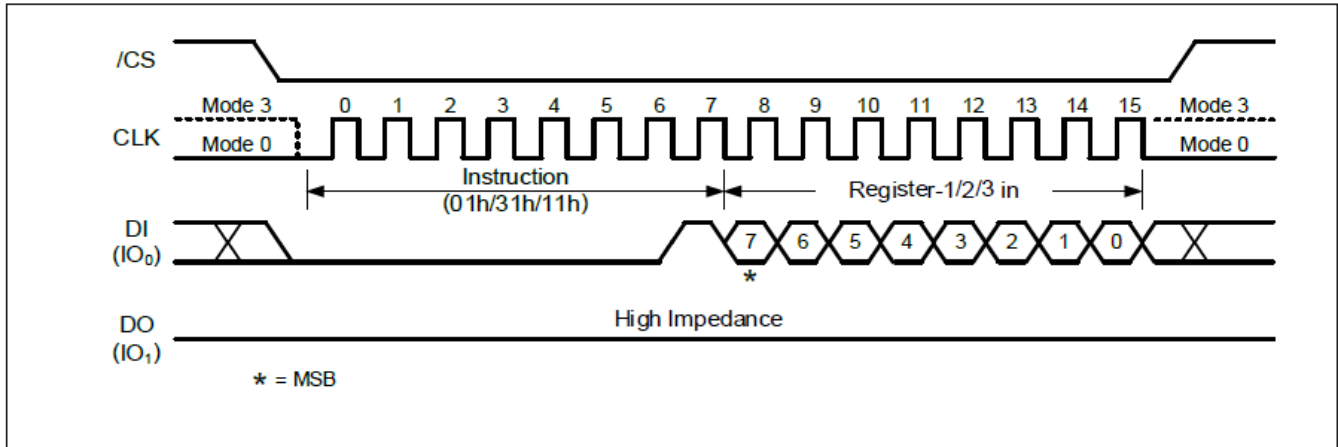 /CS
Mode 3 0 1 2 3 4 5 6 7 8 9 10 11 12 13 14 15 Mode 3
CLK
Mode 0 Mode 0
Instruction
(01h/31h/11h)
Register-1/2/3 in
DI
(IO₀)
7 6 5 4 3 2 1 0
*
High Impedance
DO
(IO₁)
* = MSB